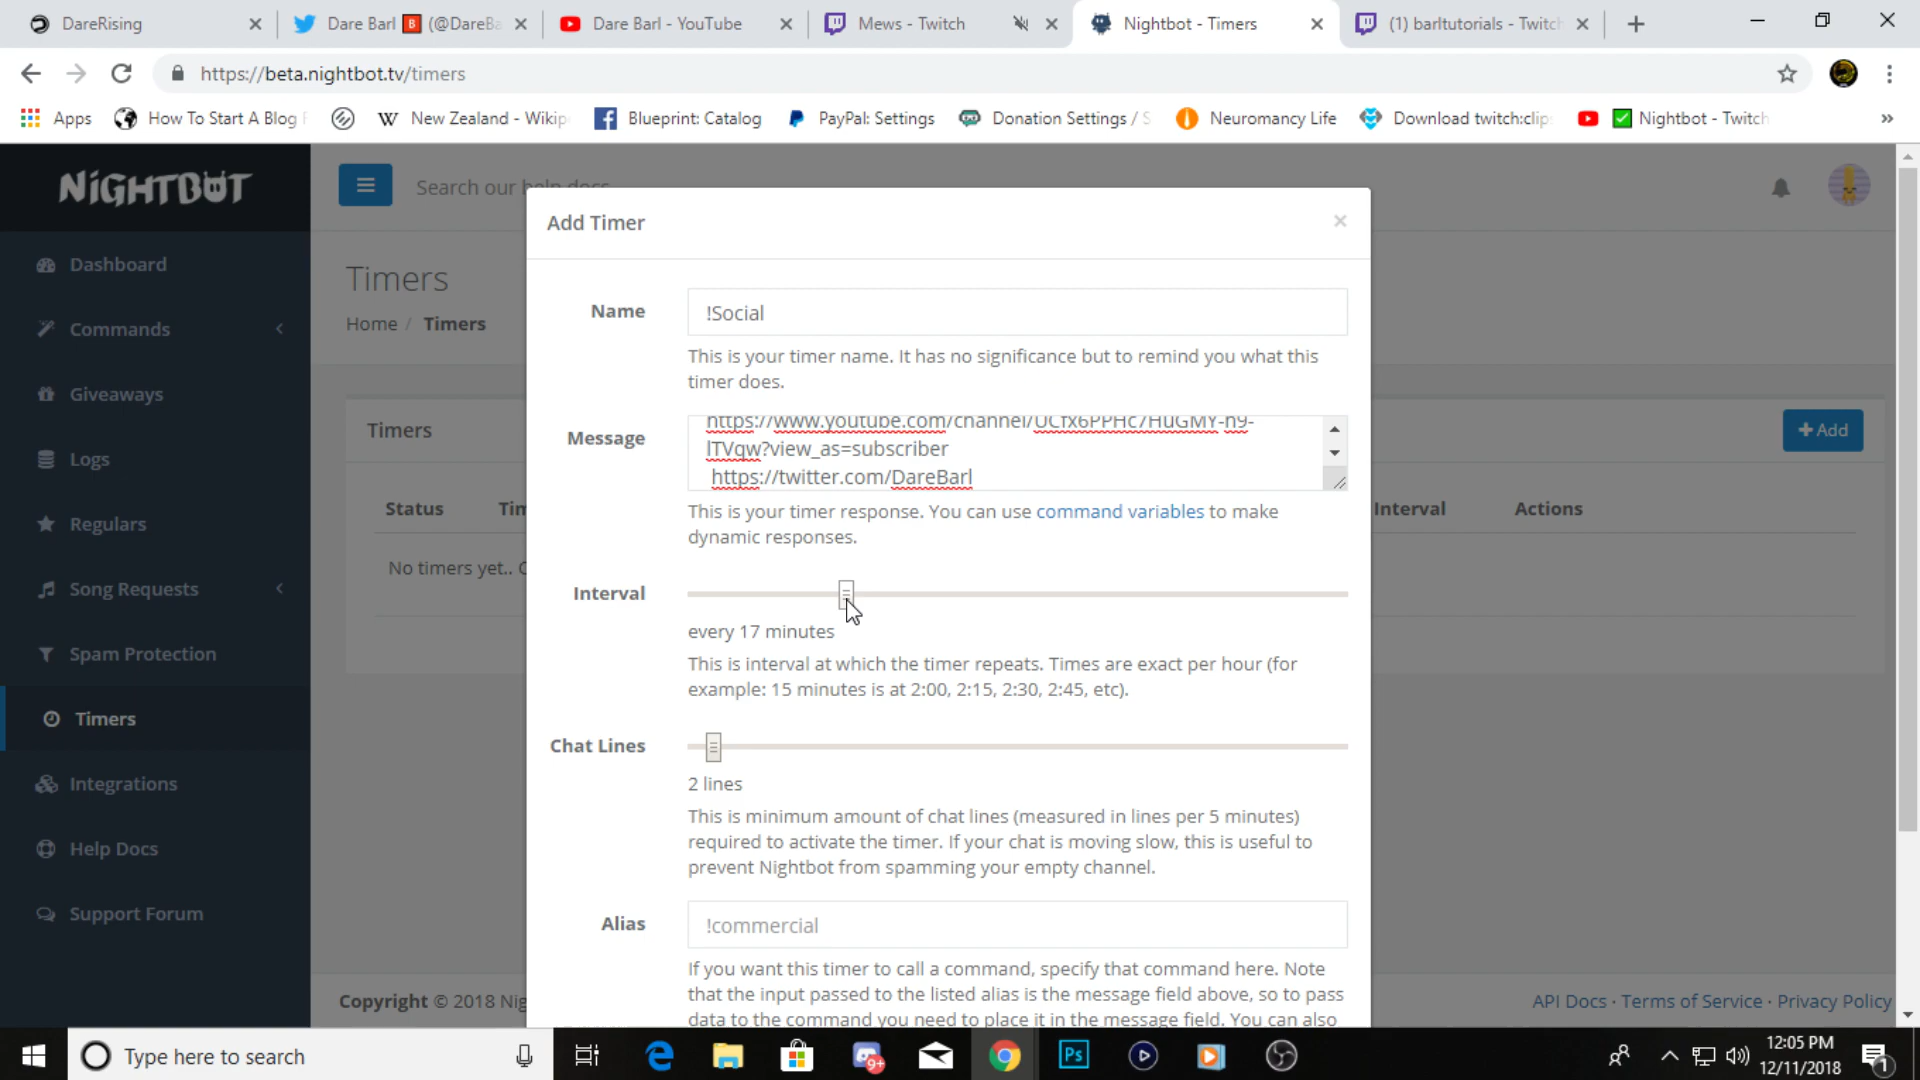 DareRising
Dare Barl 🅱 (@DareBa
Dare Barl - YouTube
Mews - Twitch
Nightbot - Timers
(1) barltutorials - Twitch
https://beta.nightbot.tv/timers
Apps
How To Start A Blog
New Zealand - Wikip
Blueprint: Catalog
PayPal: Settings
Donation Settings / S
Neuromancy Life
Download twitch:clip
Nightbot - Twitch
»
NiGHTBOT
Search our help docs
Dashboard
Commands
Giveaways
Logs
Regulars
Song Requests
Spam Protection
Timers
Integrations
Help Docs
Support Forum
Timers
Home / Timers
Timers
+ Add
Status
Tim
Interval
Actions
No timers yet.. C
Add Timer
×
Name
!Social
This is your timer name. It has no significance but to remind you what this
timer does.
Message
https://www.youtube.com/channel/
lTVqw?view_as=subscriber
https://twitter.com/DareBarl
This is your timer response. You can use command variables to make
dynamic responses.
Interval
every 17 minutes
This is interval at which the timer repeats. Times are exact per hour (for
example: 15 minutes is at 2:00, 2:15, 2:30, 2:45, etc).
Chat Lines
2 lines
This is minimum amount of chat lines (measured in lines per 5 minutes)
required to activate the timer. If your chat is moving slow, this is useful to
prevent Nightbot from spamming your empty channel.
Alias
!commercial
If you want this timer to call a command, specify that command here. Note
that the input passed to the listed alias is the message field above, so to pass
data to the command you need to place it in the message field. You can also
Copyright © 2018 Nig
API Docs · Terms of Service · Privacy Policy
Type here to search
9+
Ps
12:05 PM
12/11/2018
1